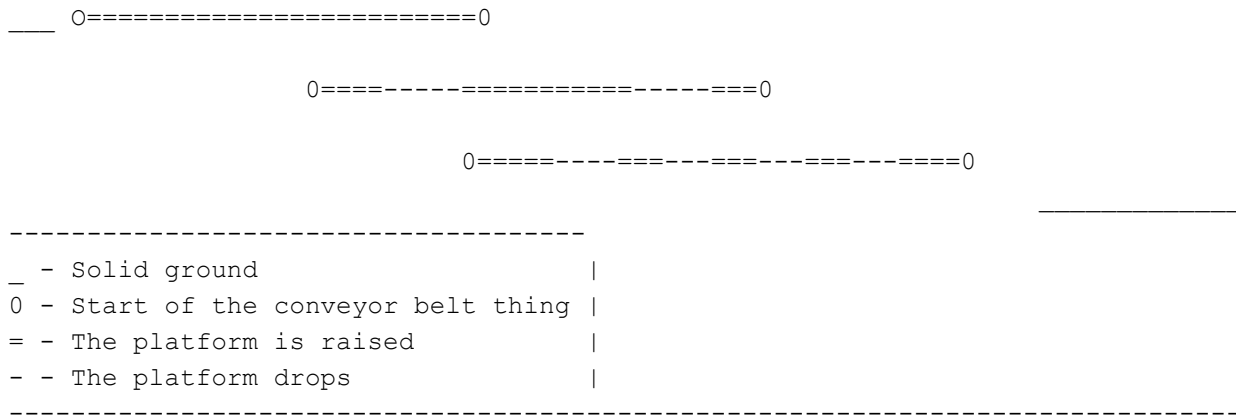 ___ O=========================0
0====-----===========-----===0
0=====----===---===---===---====0
_____________
-------------------------------------
_ - Solid ground |
0 - Start of the conveyor belt thing |
= - The platform is raised |
- - The platform drops |
-------------------------------------------------------------------------------